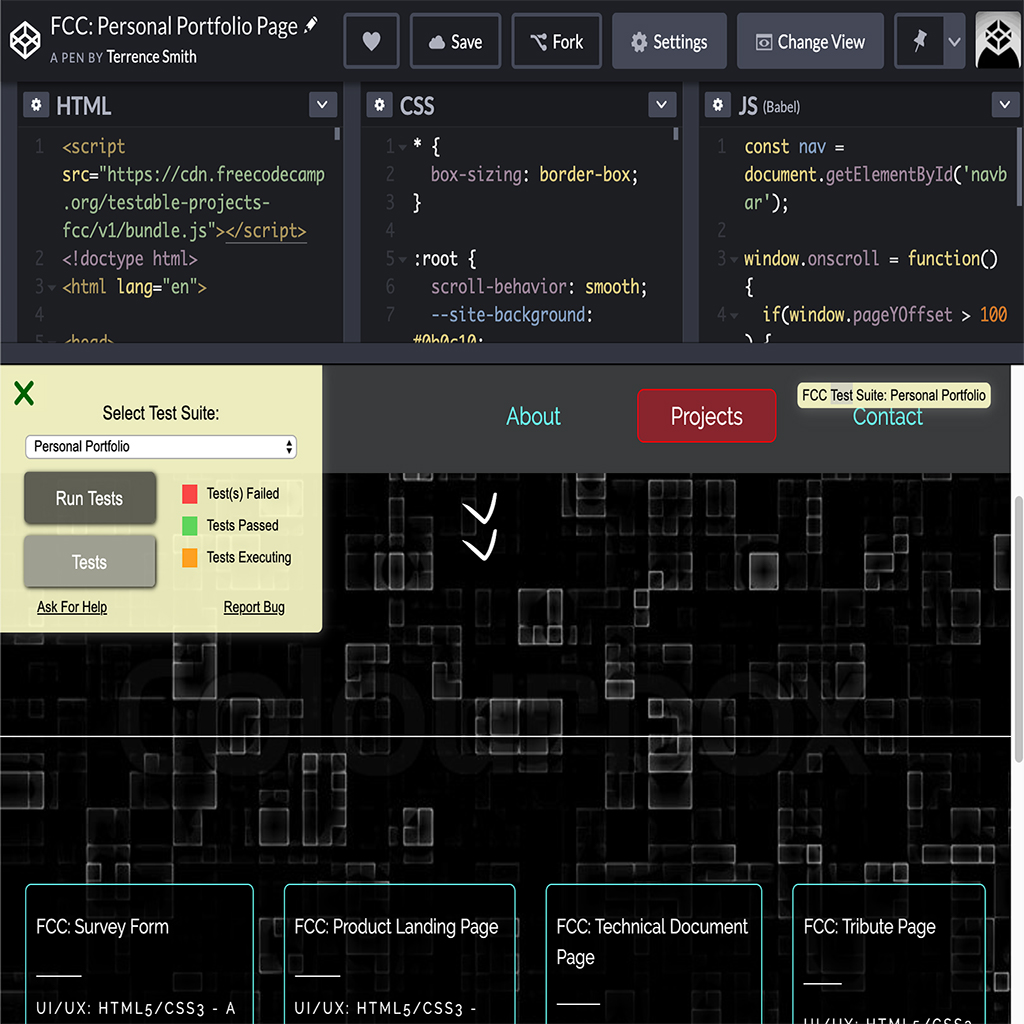 FCC: Personal Portfolio Page
A PEN BY Terrence Smith
Save
Fork
Settings
Change View
HTML
1 <script
src="https://cdn.freecodecamp
.org/testable-projects-
fcc/v1/bundle.js"></script>
2 <!doctype html>
3 <html lang="en">
4
5 <head>
CSS
1 * {
2 box-sizing: border-box;
3 }
4
5 :root {
6 scroll-behavior: smooth;
7 --site-background:
#0b0c10;
JS (Babel)
1 const nav =
document.getElementById('navb
ar');
2
3 window.onscroll = function()
{
4 if(window.pageYOffset > 100
) {
Select Test Suite:
Personal Portfolio
Run Tests
Tests
Test(s) Failed
Tests Passed
Tests Executing
Ask For Help
Report Bug
About
Projects
Contact
FCC Test Suite: Personal Portfolio
colourbox
FCC: Survey Form
UI/UX: HTML5/CSS3 - A
FCC: Product Landing Page
UI/UX: HTML5/CSS3 -
FCC: Technical Document
Page
FCC: Tribute Page
UI/UX: HTML5/CSS3